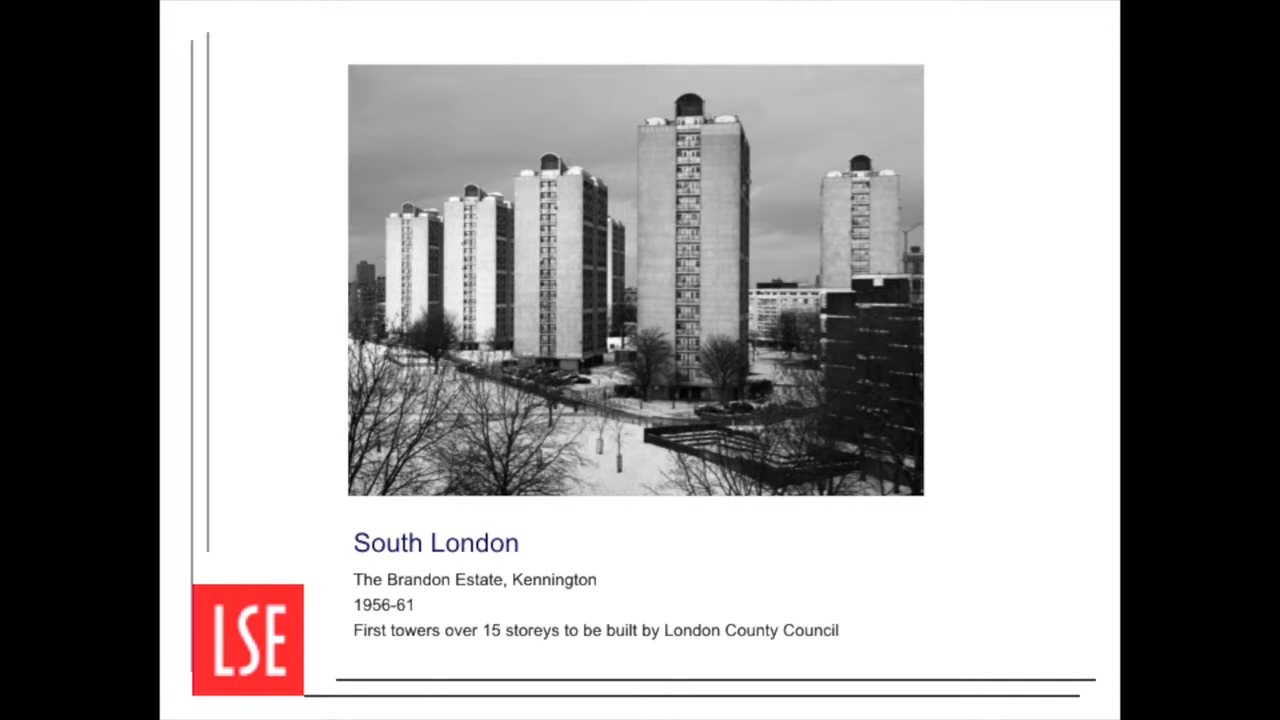 South London
The Brandon Estate, Kennington
1956-61
First towers over 15 storeys to be built by London County Council
LSE